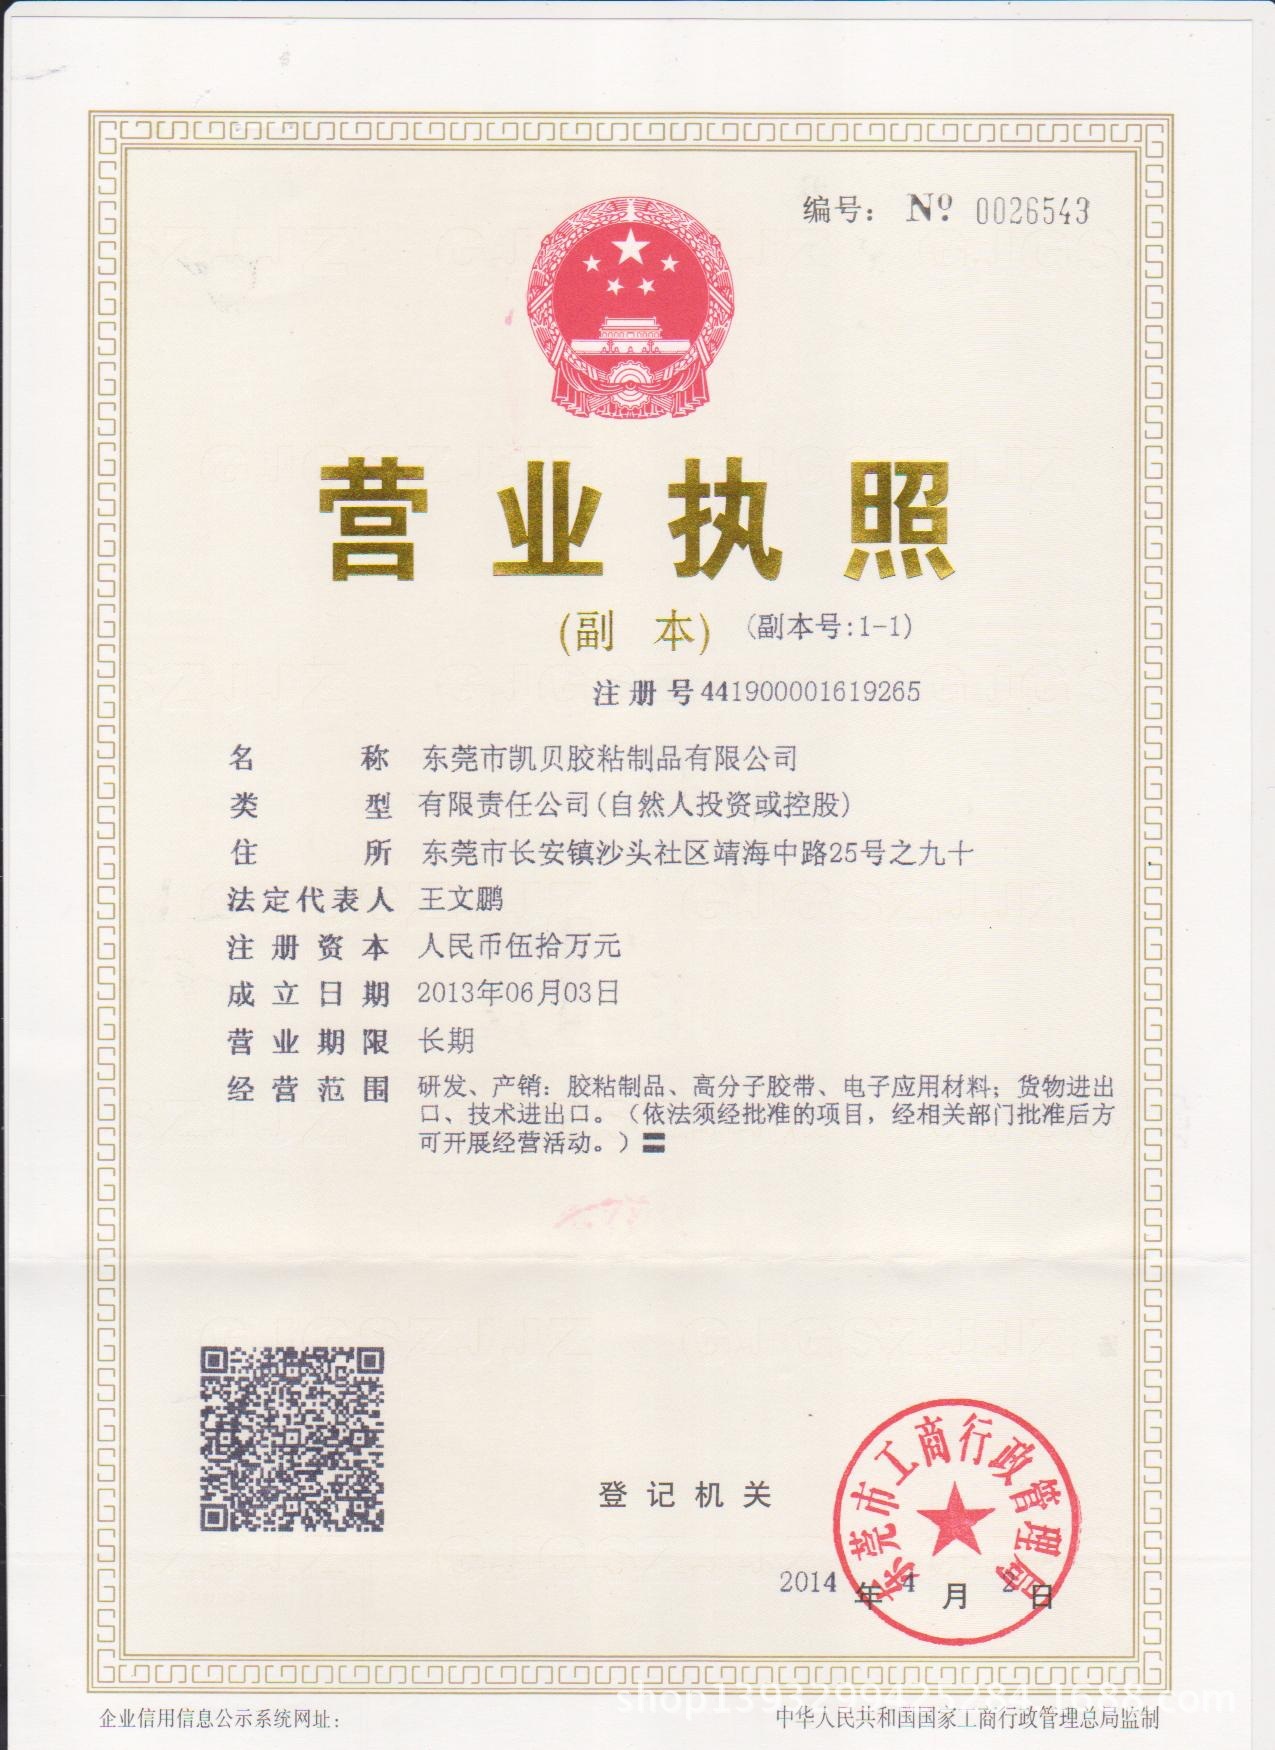 编号： Nº 0026543
营业执照
(副 本) (副本号:1-1)
注册号441900001619265
名 称 东莞市凯贝胶粘制品有限公司
类 型 有限责任公司(自然人投资或控股)
住 所 东莞市长安镇沙头社区靖海中路25号之九十
法定代表人 王文鹏
注册资本 人民币伍拾万元
成立日期 2013年06月03日
营业期限 长期
经营范围 研发、产销：胶粘制品、高分子胶带、电子应用材料；货物进出
口、技术进出口。（依法须经批准的项目，经相关部门批准后方
可开展经营活动。）
登记机关
东莞市工商行政管理局
2014 年 4 月 2 日
shop1393290425284.1688.com
企业信用信息公示系统网址：
中华人民共和国国家工商行政管理总局监制